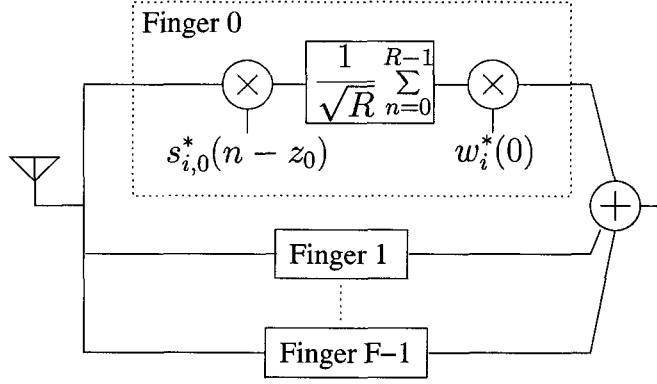 Finger 0
1/√R R−1 ∑ n=0
× ×
s*_{i,0}(n − z_0) w*_i(0)
+
Finger 1
Finger F−1